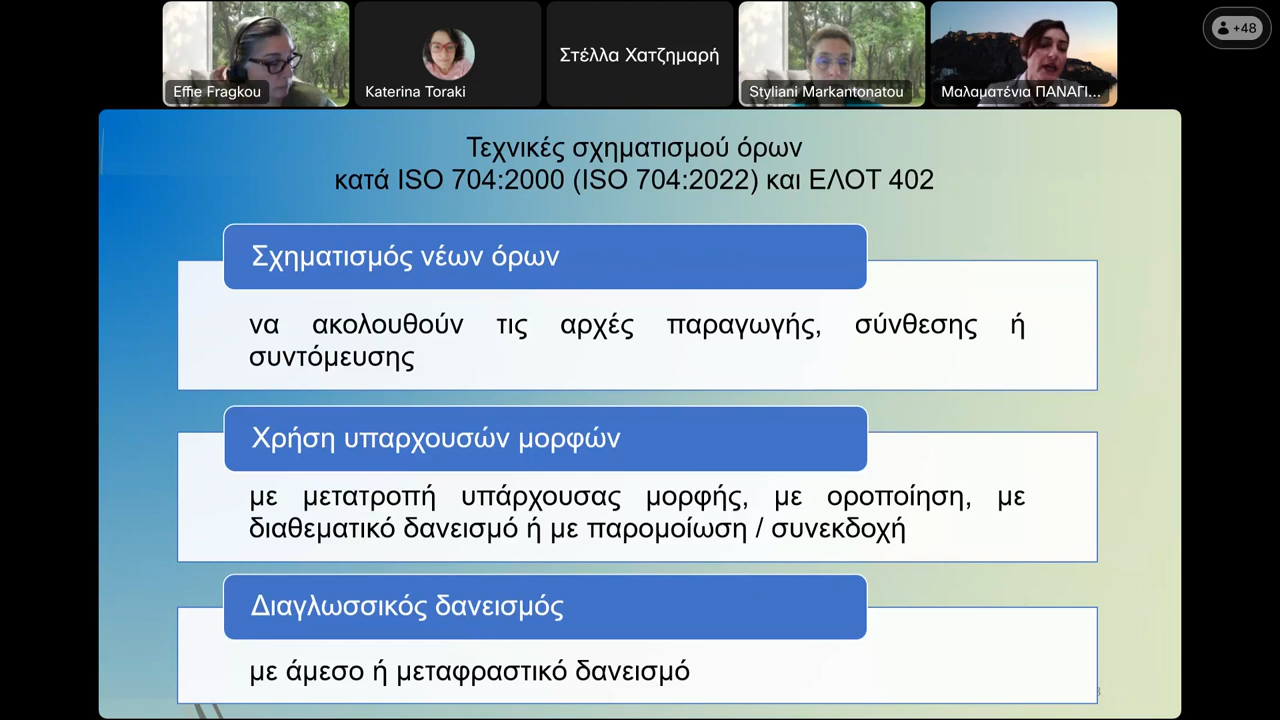 Effie Fragkou
Katerina Toraki
Στέλλα Χατζημαρή
Styliani Markantonatou
Μαλαματένια ΠΑΝΑΓΙ...
+48
Τεχνικές σχηματισμού όρων
κατά ISO 704:2000 (ISO 704:2022) και ΕΛΟΤ 402
Σχηματισμός νέων όρων
να ακολουθούν τις αρχές παραγωγής, σύνθεσης ή
συντόμευσης
Χρήση υπαρχουσών μορφών
με μετατροπή υπάρχουσας μορφής, με οροποίηση, με
διαθεματικό δανεισμό ή με παρομοίωση / συνεκδοχή
Διαγλωσσικός δανεισμός
με άμεσο ή μεταφραστικό δανεισμό